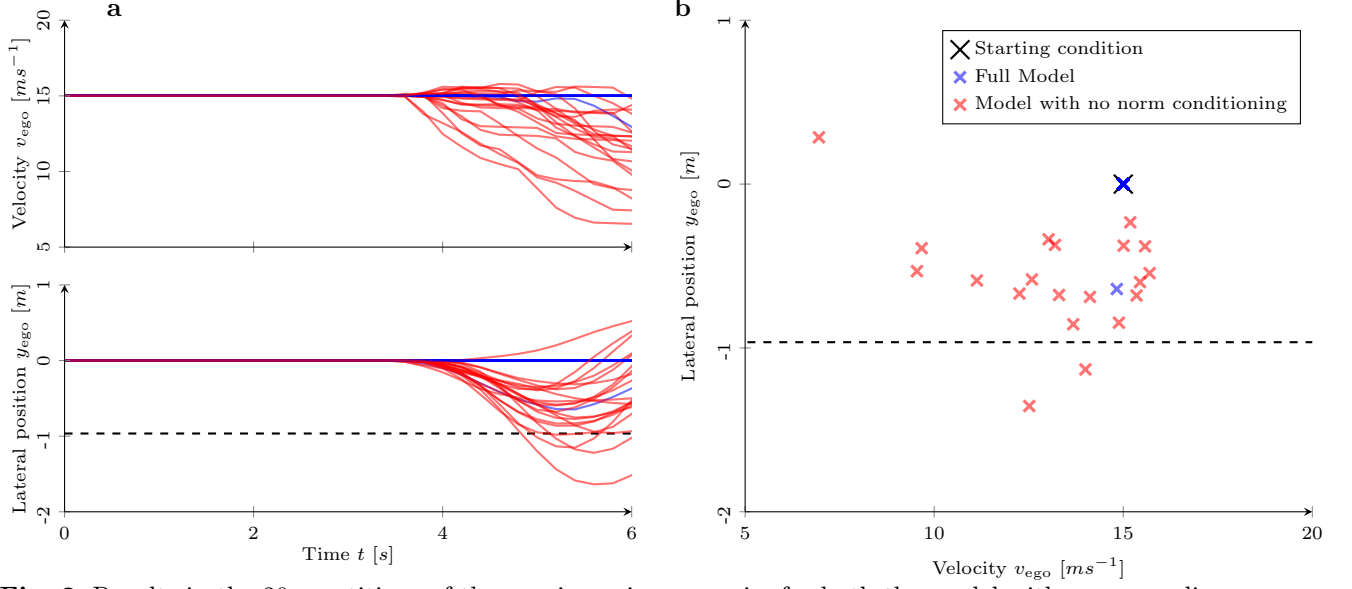 a
20
15
10
5
Velocity v_ego [ms^−1]
1
0
-1
-2
Lateral position y_ego [m]
0 2 4 6
Time t [s]
b
1
0
-1
-2
Lateral position y_ego [m]
Starting condition
Full Model
Model with no norm conditioning
5 10 15 20
Velocity v_ego [ms^−1]